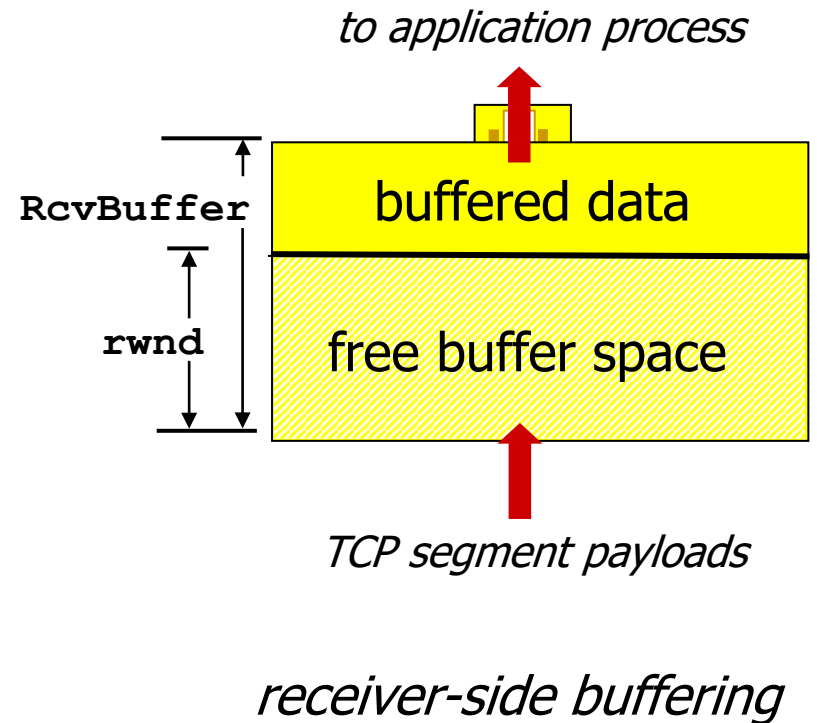 to application process
RcvBuffer
buffered data
rwnd
free buffer space
TCP segment payloads
receiver-side buffering